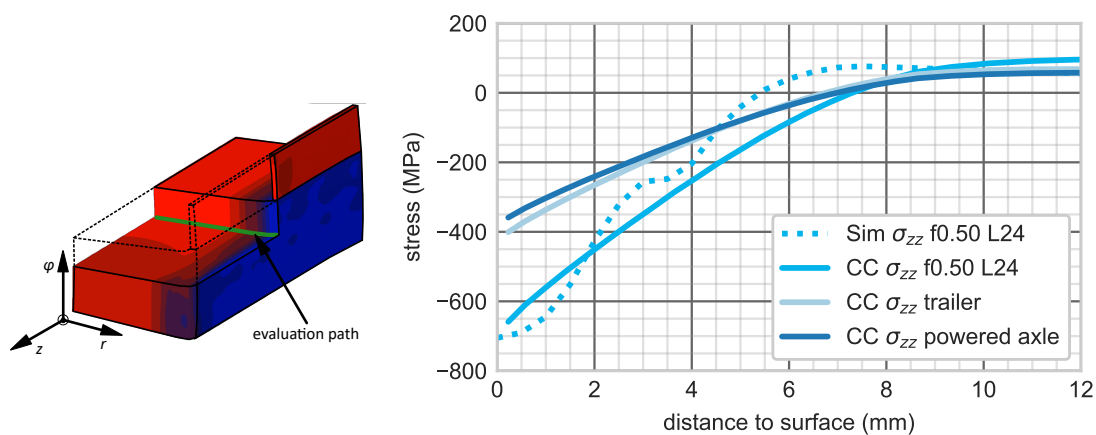 φ
z
r
evaluation path
200
0
−200
−400
−600
−800
stress (MPa)
0 2 4 6 8 10 12
distance to surface (mm)
Sim σzz f0.50 L24
CC σzz f0.50 L24
CC σzz trailer
CC σzz powered axle